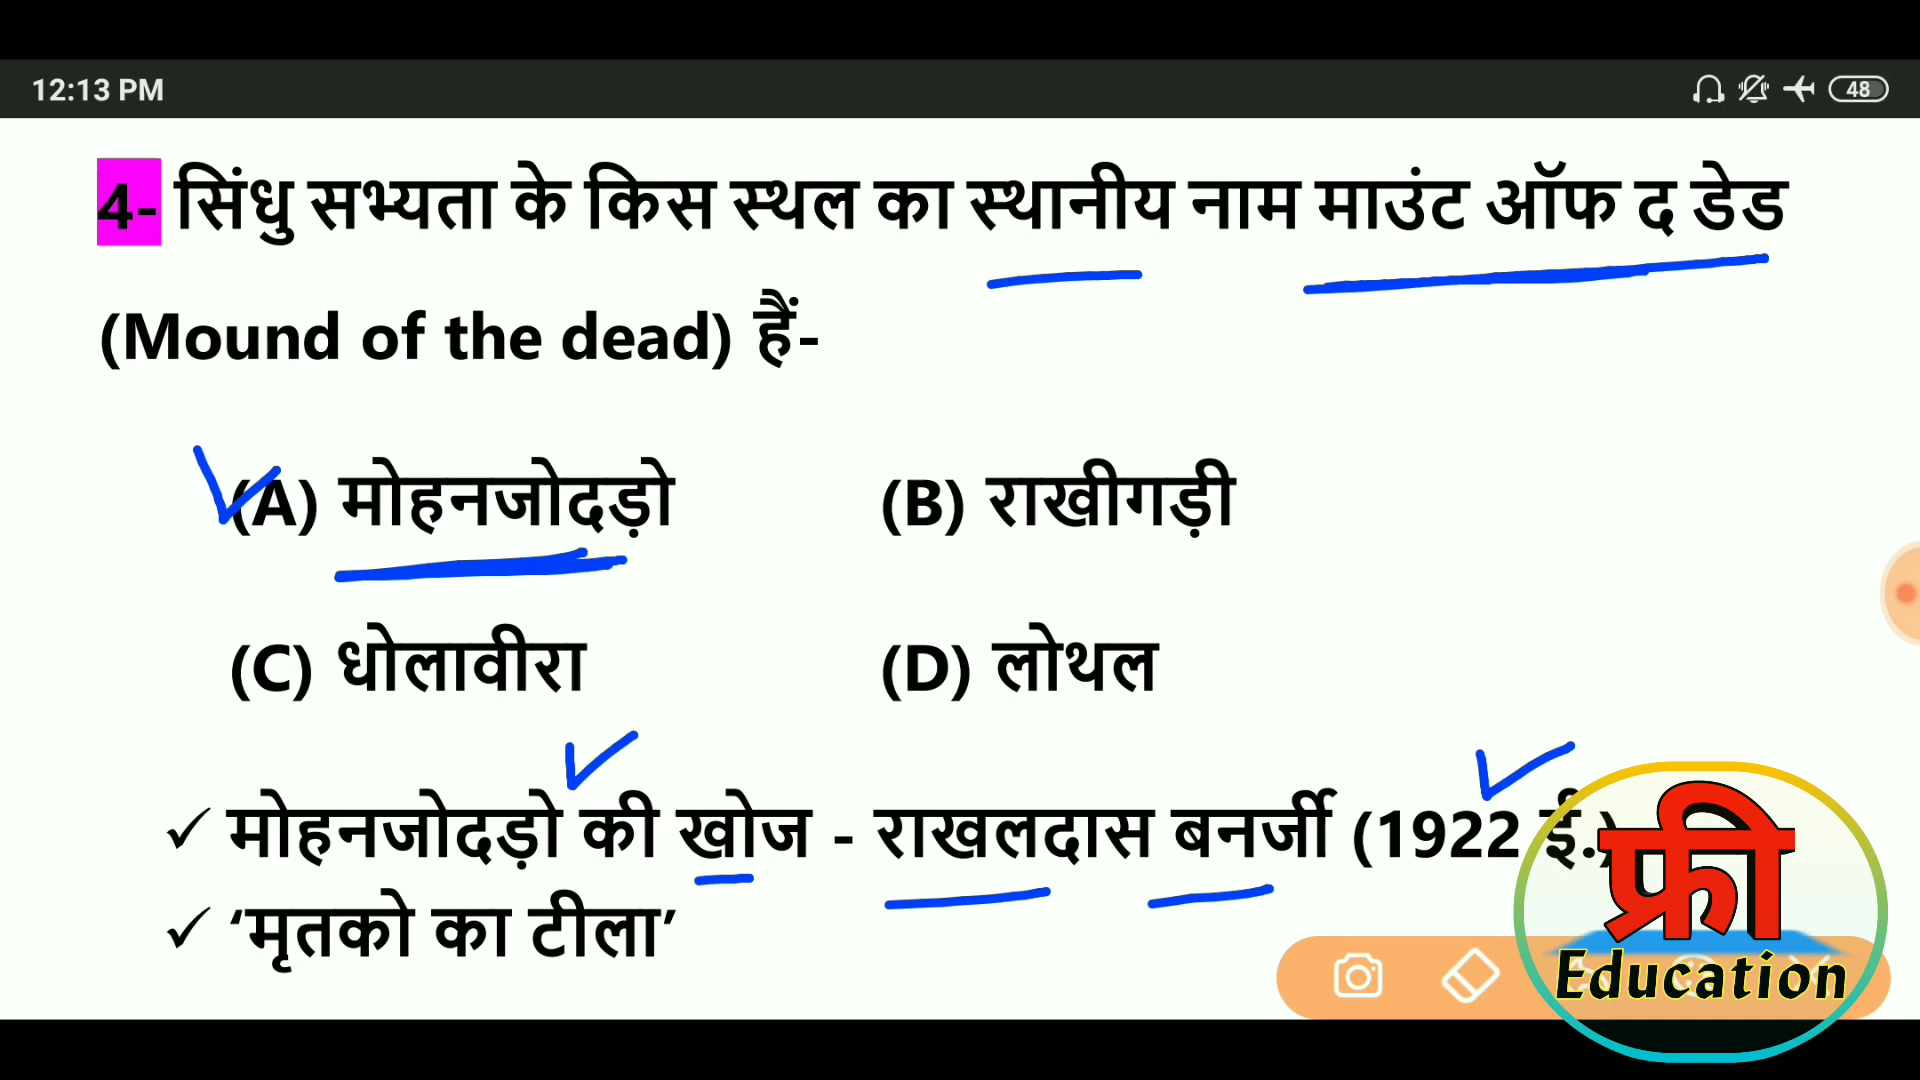 12:13 PM
48
4- सिंधु सभ्यता के किस स्थल का स्थानीय नाम माउंट ऑफ द डेड
(Mound of the dead) हैं-
(A) मोहनजोदड़ो (B) राखीगड़ी
(C) धोलावीरा (D) लोथल
✓ मोहनजोदड़ो की खोज - राखलदास बनर्जी (1922 ई.)
✓ ‘मृतको का टीला’
फ्री
Education